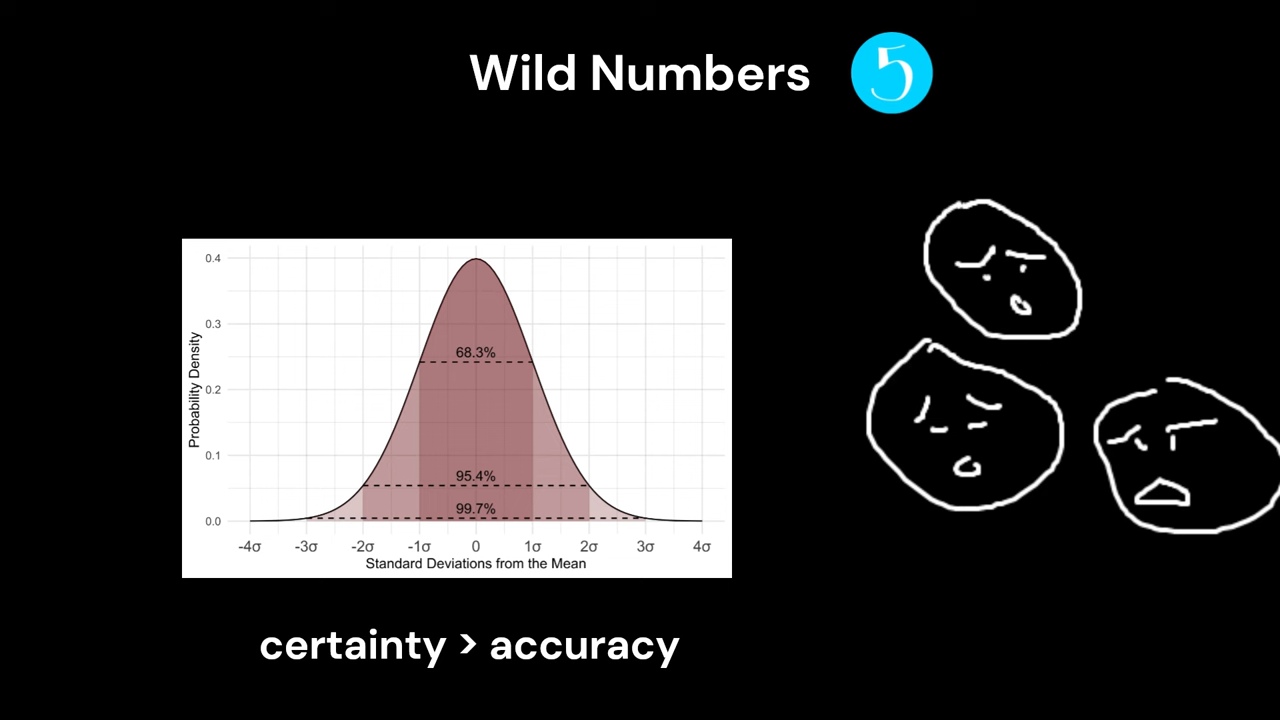 Wild Numbers 5
0.4
0.3
0.2
0.1
0.0
Probability Density
68.3%
95.4%
99.7%
-4σ -3σ -2σ -1σ 0 1σ 2σ 3σ 4σ
Standard Deviations from the Mean
certainty > accuracy